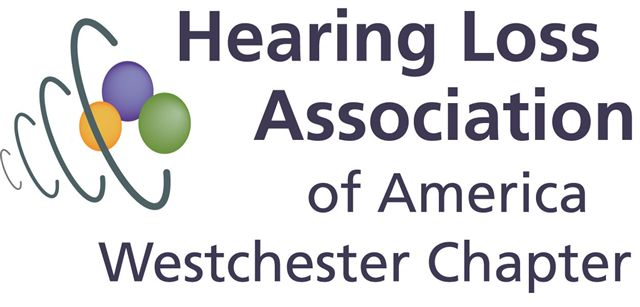 Hearing Loss
Association
of America
Westchester Chapter